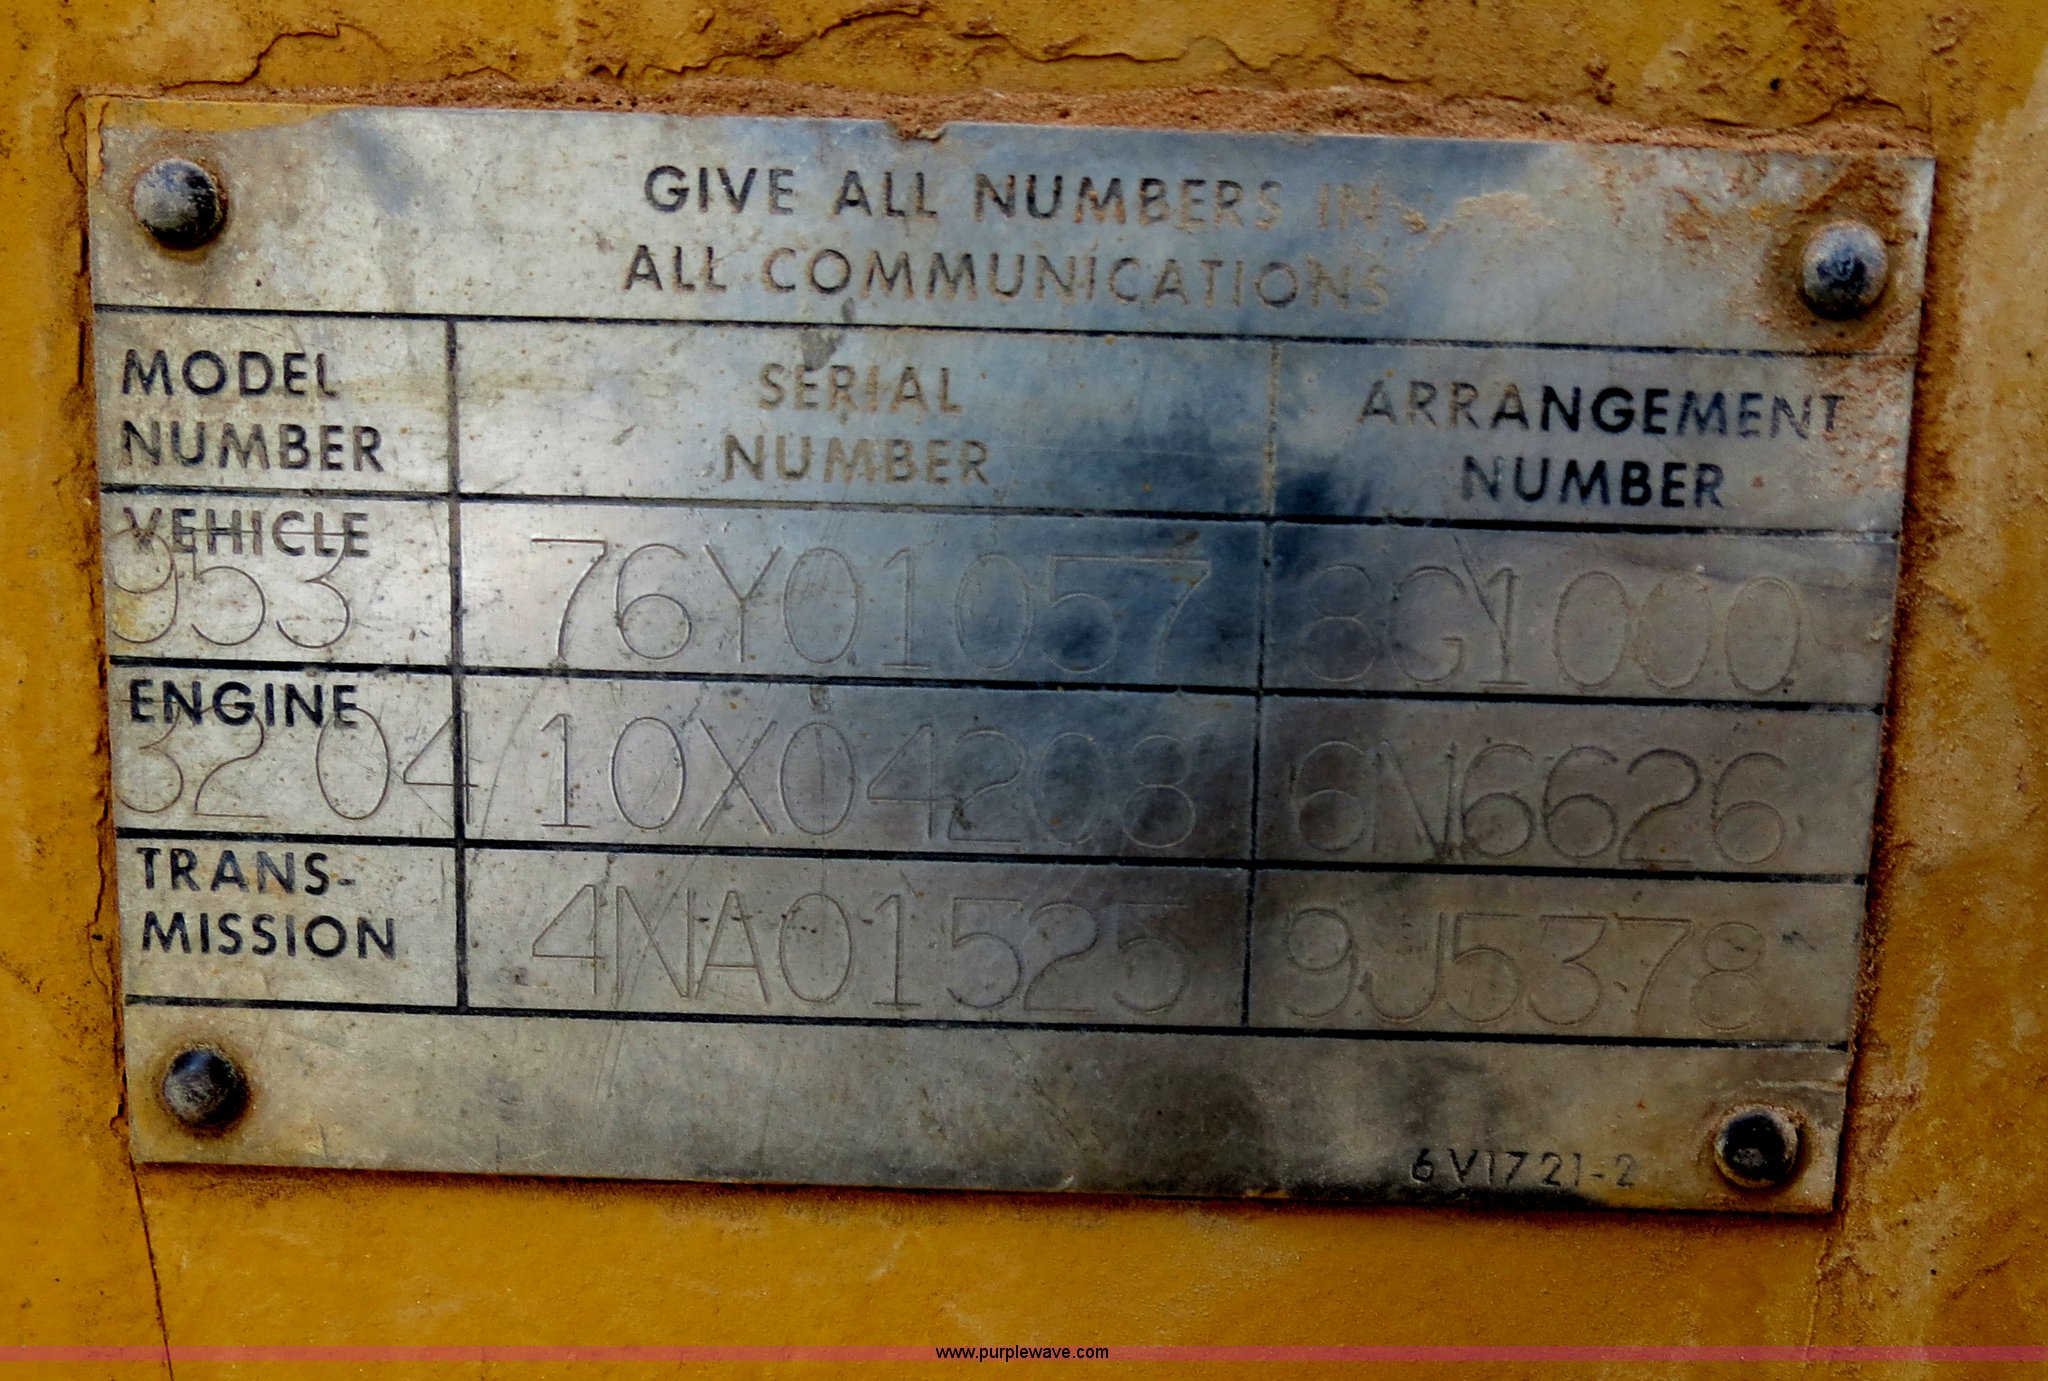 GIVE ALL NUMBERS IN
ALL COMMUNICATIONS
MODEL NUMBER
SERIAL NUMBER
ARRANGEMENT NUMBER
VEHICLE
953 76Y01057 8G1000
ENGINE
3204 10X04208 6N6626
TRANS-
MISSION
4NA01525 9J5378
6V1721-2
www.purplewave.com